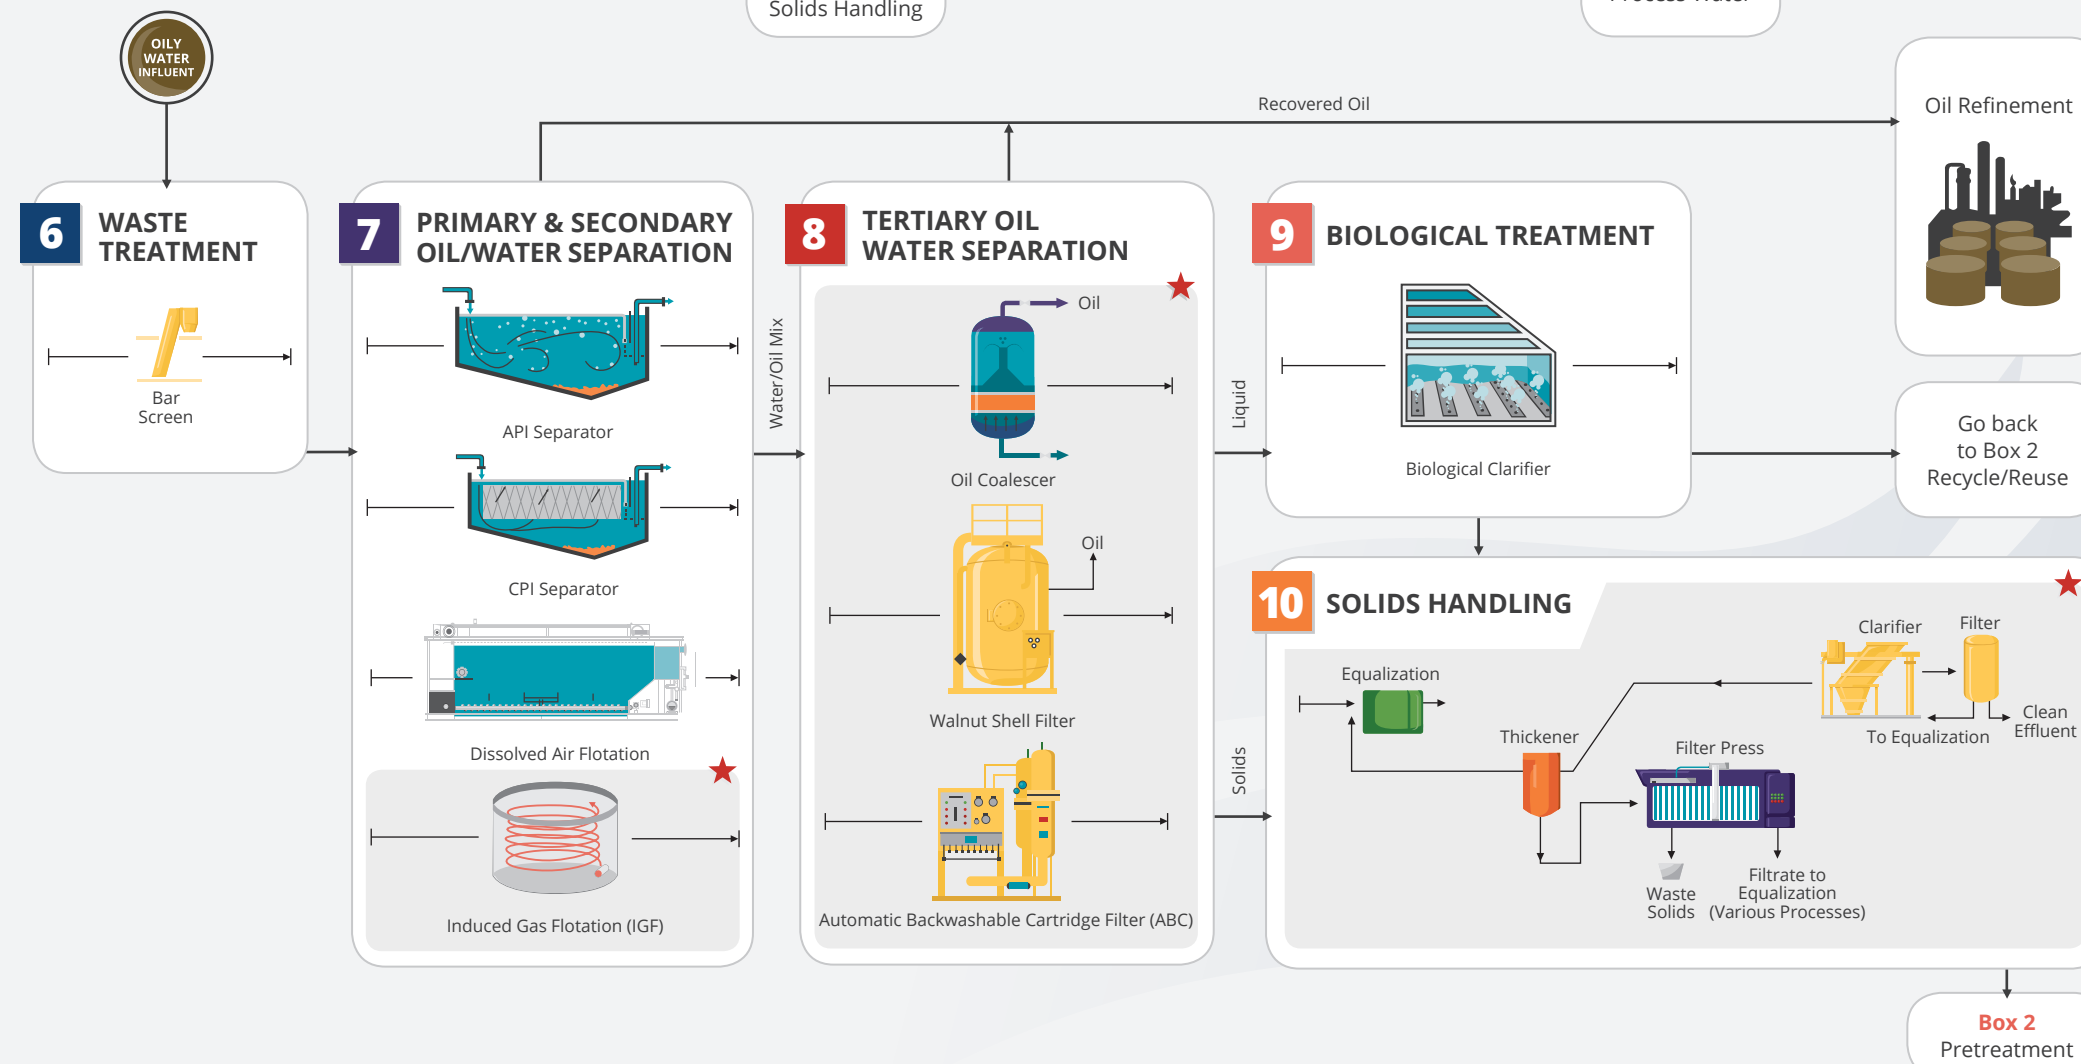 Solids Handling
Process Water
OILY
WATER
INFLUENT
Recovered Oil
Oil Refinement
6
WASTE
TREATMENT
Bar
Screen
7
PRIMARY & SECONDARY
OIL/WATER SEPARATION
API Separator
CPI Separator
Dissolved Air Flotation
Induced Gas Flotation (IGF)
Water/Oil Mix
8
TERTIARY OIL
WATER SEPARATION
Oil
Oil Coalescer
Oil
Walnut Shell Filter
Automatic Backwashable Cartridge Filter (ABC)
Liquid
Solids
9
BIOLOGICAL TREATMENT
Biological Clarifier
Go back
to Box 2
Recycle/Reuse
10
SOLIDS HANDLING
Equalization
Thickener
Filter Press
Clarifier
Filter
To Equalization
Clean
Effluent
Waste
Solids
Filtrate to
Equalization
(Various Processes)
Box 2
Pretreatment